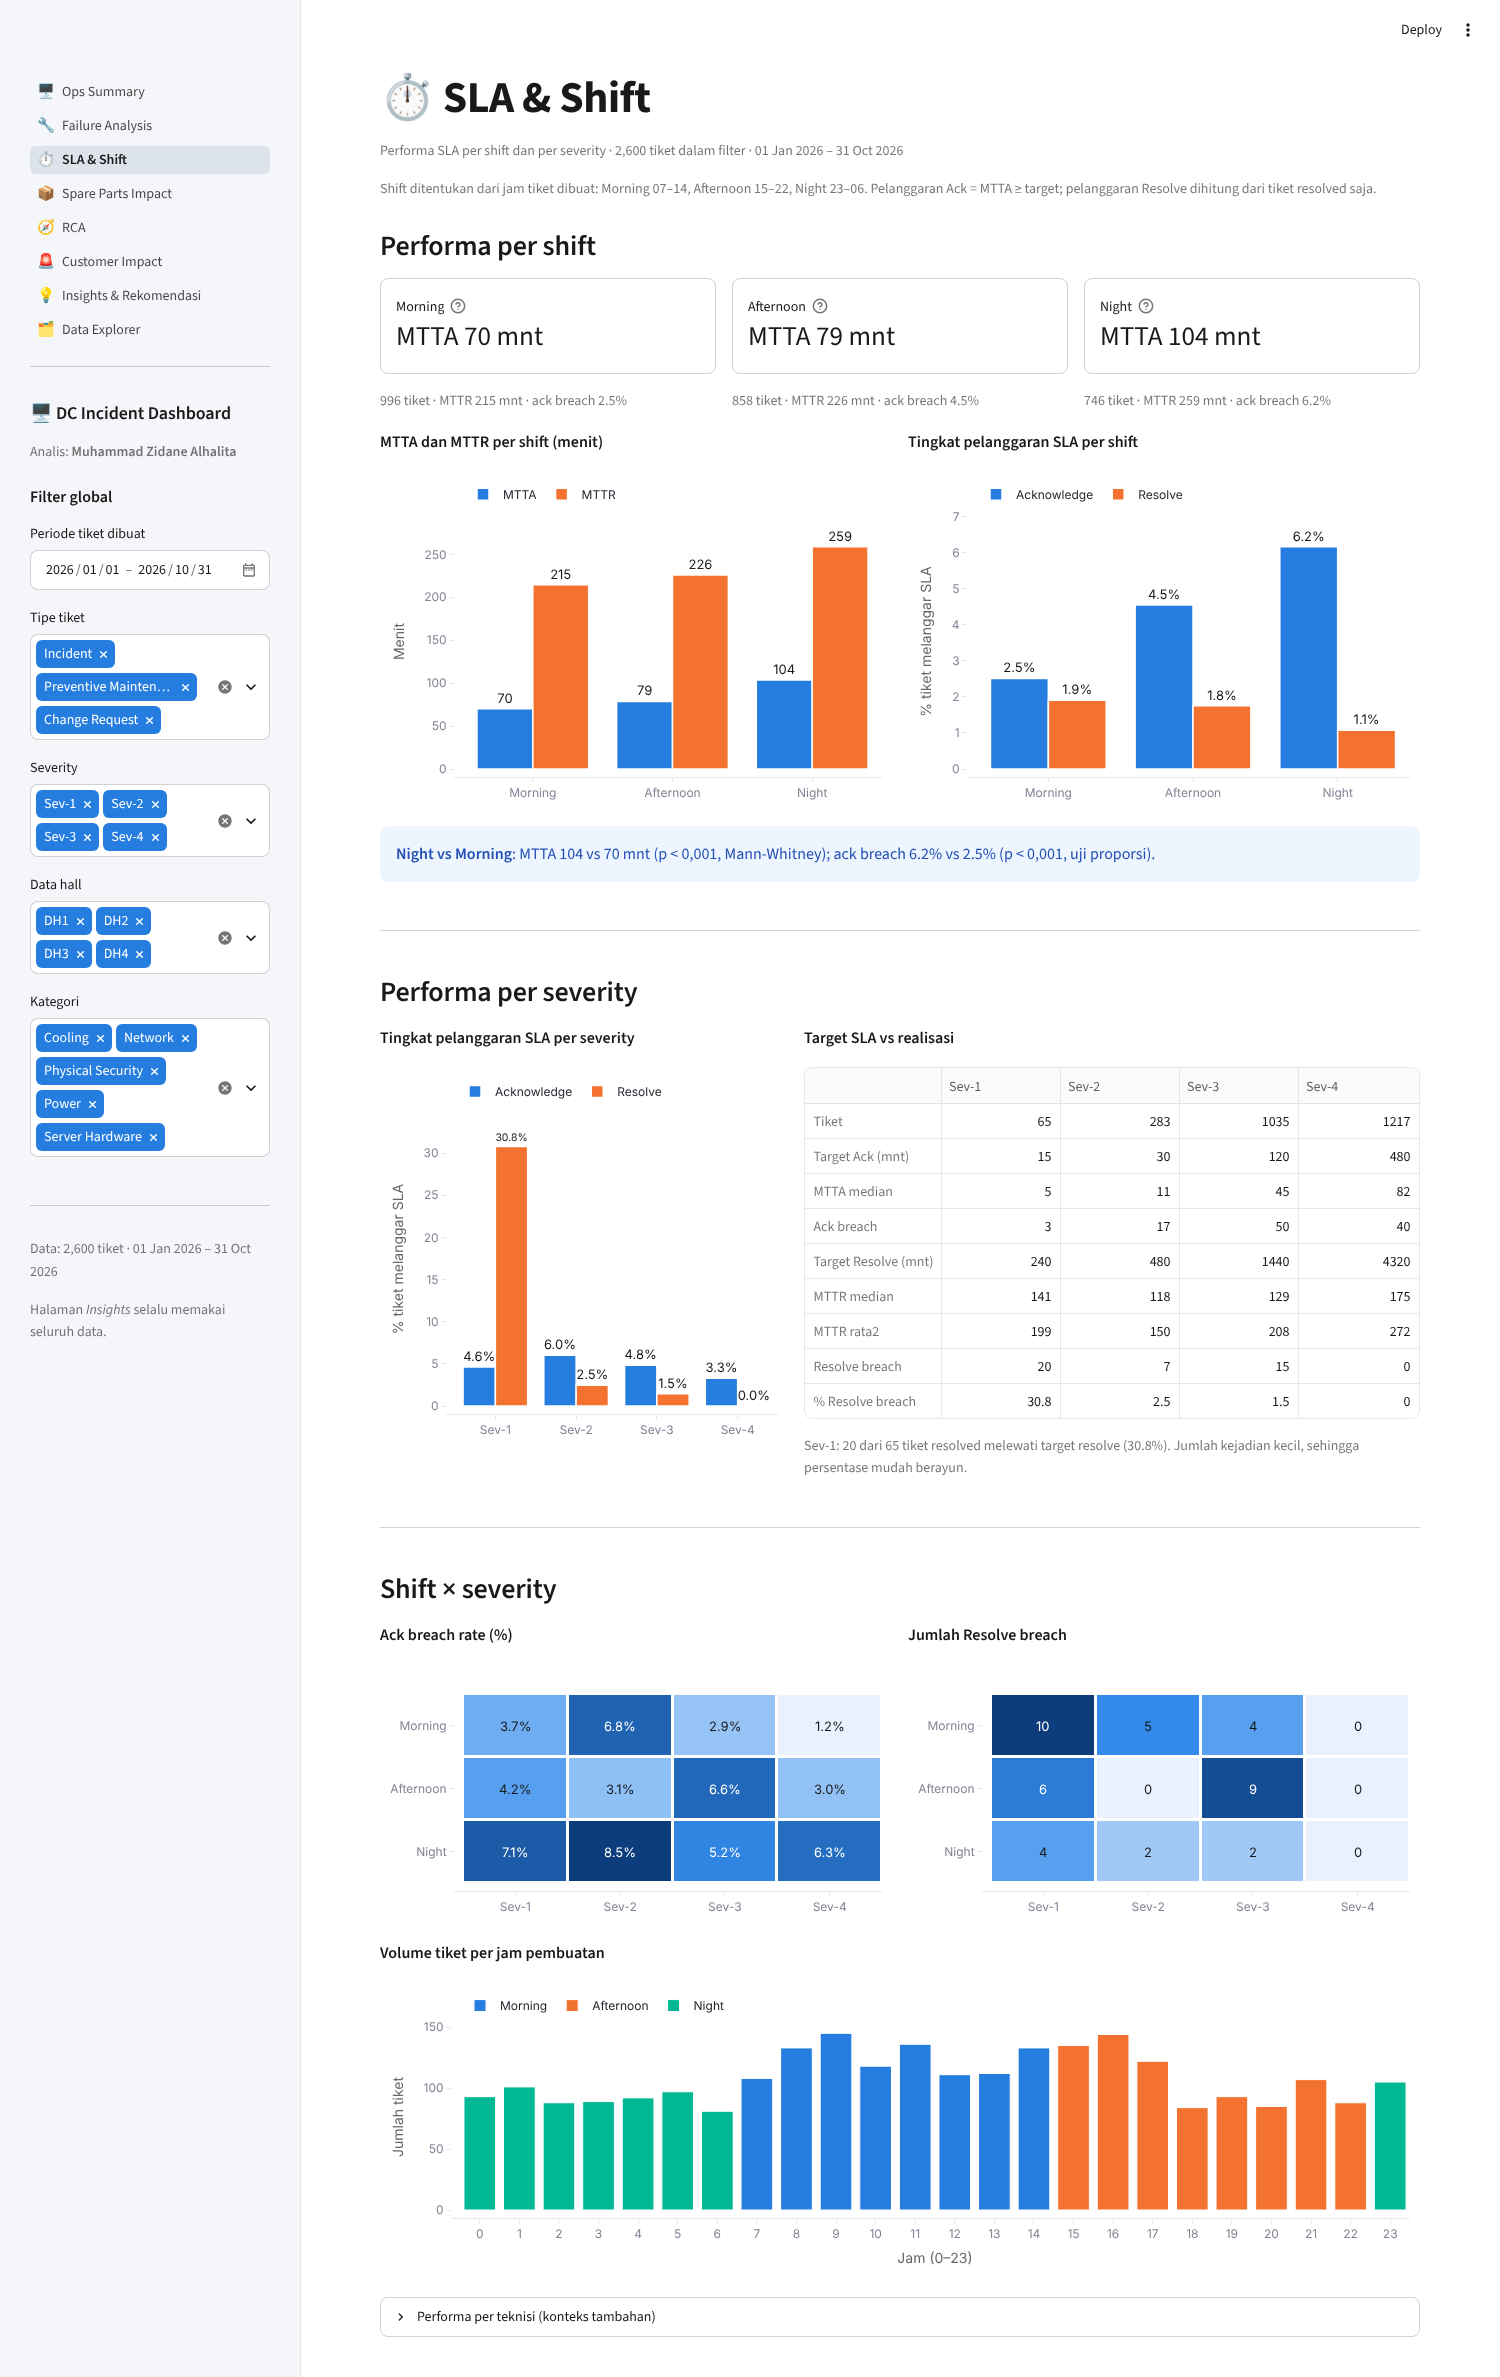 Deploy
Ops Summary
Failure Analysis
SLA & Shift
Spare Parts Impact
RCA
Customer Impact
Insights & Rekomendasi
Data Explorer
DC Incident Dashboard
Analis: Muhammad Zidane Alhalita
Filter global
Periode tiket dibuat
2026 / 01 / 01 – 2026 / 10 / 31
Tipe tiket
Incident
Preventive Mainten...
Change Request
Severity
Sev-1 Sev-2
Sev-3 Sev-4
Data hall
DH1 DH2
DH3 DH4
Kategori
Cooling Network
Physical Security
Power
Server Hardware
Data: 2,600 tiket · 01 Jan 2026 – 31 Oct
2026
Halaman Insights selalu memakai
seluruh data.
SLA & Shift
Performa SLA per shift dan per severity · 2,600 tiket dalam filter · 01 Jan 2026 – 31 Oct 2026
Shift ditentukan dari jam tiket dibuat: Morning 07–14, Afternoon 15–22, Night 23–06. Pelanggaran Ack = MTTA ≥ target; pelanggaran Resolve dihitung dari tiket resolved saja.
Performa per shift
Morning
MTTA 70 mnt
996 tiket · MTTR 215 mnt · ack breach 2.5%
Afternoon
MTTA 79 mnt
858 tiket · MTTR 226 mnt · ack breach 4.5%
Night
MTTA 104 mnt
746 tiket · MTTR 259 mnt · ack breach 6.2%
MTTA dan MTTR per shift (menit)
MTTA MTTR
Menit
250
200
150
100
50
0
70 215
79 226
104 259
Morning Afternoon Night
Tingkat pelanggaran SLA per shift
Acknowledge Resolve
% tiket melanggar SLA
7
6
5
4
3
2
1
0
2.5% 1.9%
4.5% 1.8%
6.2% 1.1%
Morning Afternoon Night
Night vs Morning: MTTA 104 vs 70 mnt (p < 0,001, Mann-Whitney); ack breach 6.2% vs 2.5% (p < 0,001, uji proporsi).
Performa per severity
Tingkat pelanggaran SLA per severity
Acknowledge Resolve
% tiket melanggar SLA
30
25
20
15
10
5
0
4.6% 30.8%
6.0% 2.5%
4.8% 1.5%
3.3% 0.0%
Sev-1 Sev-2 Sev-3 Sev-4
Target SLA vs realisasi
Sev-1 Sev-2 Sev-3 Sev-4
Tiket 65 283 1035 1217
Target Ack (mnt) 15 30 120 480
MTTA median 5 11 45 82
Ack breach 3 17 50 40
Target Resolve (mnt) 240 480 1440 4320
MTTR median 141 118 129 175
MTTR rata2 199 150 208 272
Resolve breach 20 7 15 0
% Resolve breach 30.8 2.5 1.5 0
Sev-1: 20 dari 65 tiket resolved melewati target resolve (30.8%). Jumlah kejadian kecil, sehingga
persentase mudah berayun.
Shift × severity
Ack breach rate (%)
Morning 3.7% 6.8% 2.9% 1.2%
Afternoon 4.2% 3.1% 6.6% 3.0%
Night 7.1% 8.5% 5.2% 6.3%
Sev-1 Sev-2 Sev-3 Sev-4
Jumlah Resolve breach
Morning 10 5 4 0
Afternoon 6 0 9 0
Night 4 2 2 0
Sev-1 Sev-2 Sev-3 Sev-4
Volume tiket per jam pembuatan
Morning Afternoon Night
Jumlah tiket
150
100
50
0
0 1 2 3 4 5 6 7 8 9 10 11 12 13 14 15 16 17 18 19 20 21 22 23
Jam (0–23)
Performa per teknisi (konteks tambahan)